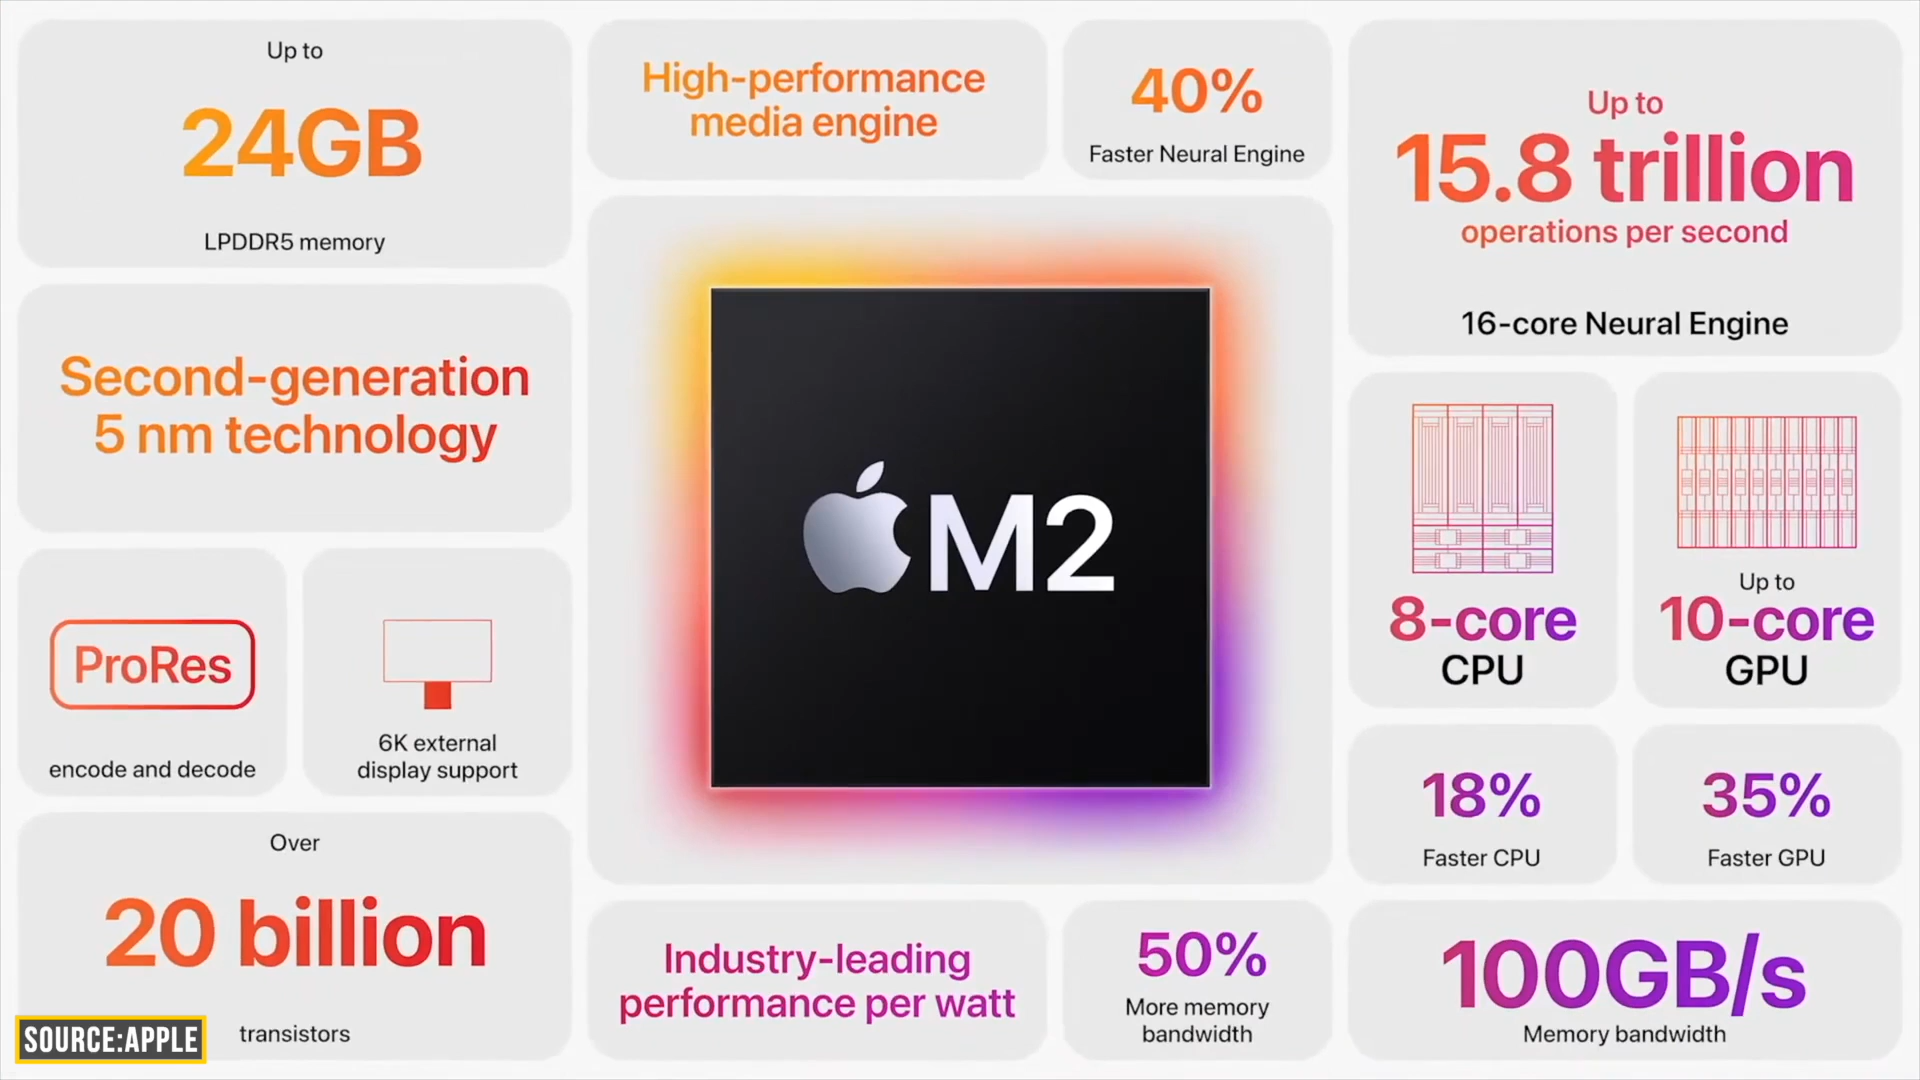 Up to
24GB
LPDDR5 memory
High-performance
media engine
40%
Faster Neural Engine
Up to
15.8 trillion
operations per second
16-core Neural Engine
Second-generation
5 nm technology
M2
8-core
CPU
Up to
10-core
GPU
ProRes
encode and decode
6K external
display support
18%
Faster CPU
35%
Faster GPU
Over
20 billion
transistors
Industry-leading
performance per watt
50%
More memory
bandwidth
100GB/s
Memory bandwidth
SOURCE:APPLE